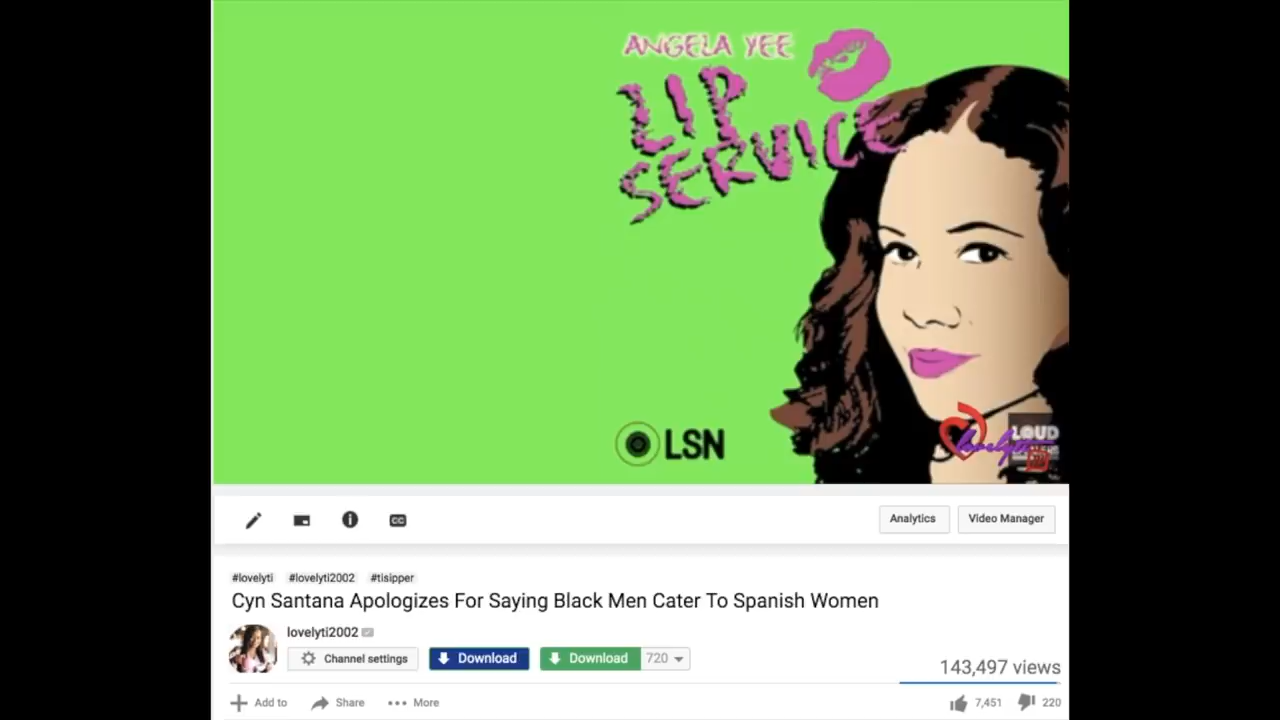 ANGELA YEE
LIP
SERVICE
LSN
lovelyti
LOUD
CC
Analytics
Video Manager
#lovelyti #lovelyti2002 #tisipper
Cyn Santana Apologizes For Saying Black Men Cater To Spanish Women
lovelyti2002
Channel settings
Download
Download
720
143,497 views
Add to
Share
More
7,451
220